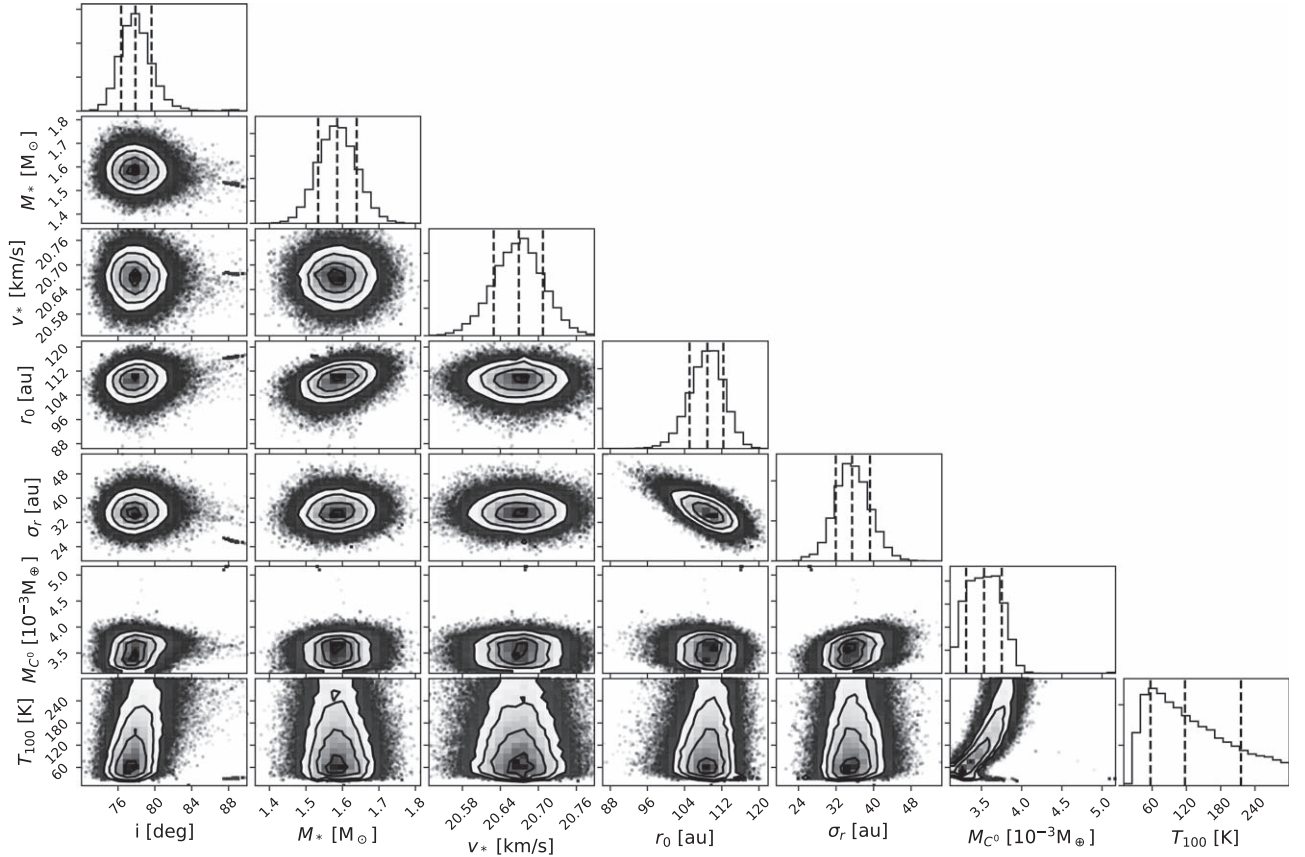 1.8
1.7
1.6
1.5
1.4
M* [M⊙]
20.76
20.70
20.64
20.58
v* [km/s]
120
112
104
96
88
r0 [au]
48
40
32
24
σr [au]
5.0
4.5
4.0
3.5
MC0 [10−3M⊕]
240
180
120
60
T100 [K]
76 80 84 88
1.4 1.5 1.6 1.7 1.8
20.58 20.64 20.70 20.76
88 96 104 112 120
24 32 40 48
3.5 4.0 4.5 5.0
60 120 180 240
i [deg]
M* [M⊙]
v* [km/s]
r0 [au]
σr [au]
MC0 [10−3M⊕]
T100 [K]